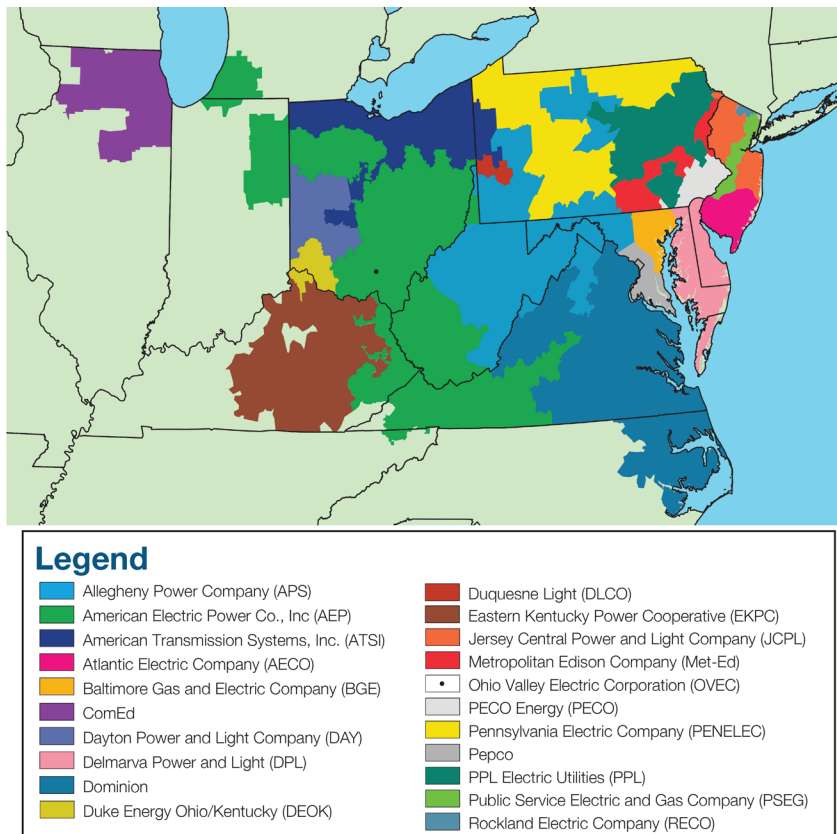 Legend
Allegheny Power Company (APS)
American Electric Power Co., Inc (AEP)
American Transmission Systems, Inc. (ATSI)
Atlantic Electric Company (AECO)
Baltimore Gas and Electric Company (BGE)
ComEd
Dayton Power and Light Company (DAY)
Delmarva Power and Light (DPL)
Dominion
Duke Energy Ohio/Kentucky (DEOK)
Duquesne Light (DLCO)
Eastern Kentucky Power Cooperative (EKPC)
Jersey Central Power and Light Company (JCPL)
Metropolitan Edison Company (Met-Ed)
Ohio Valley Electric Corporation (OVEC)
PECO Energy (PECO)
Pennsylvania Electric Company (PENELEC)
Pepco
PPL Electric Utilities (PPL)
Public Service Electric and Gas Company (PSEG)
Rockland Electric Company (RECO)